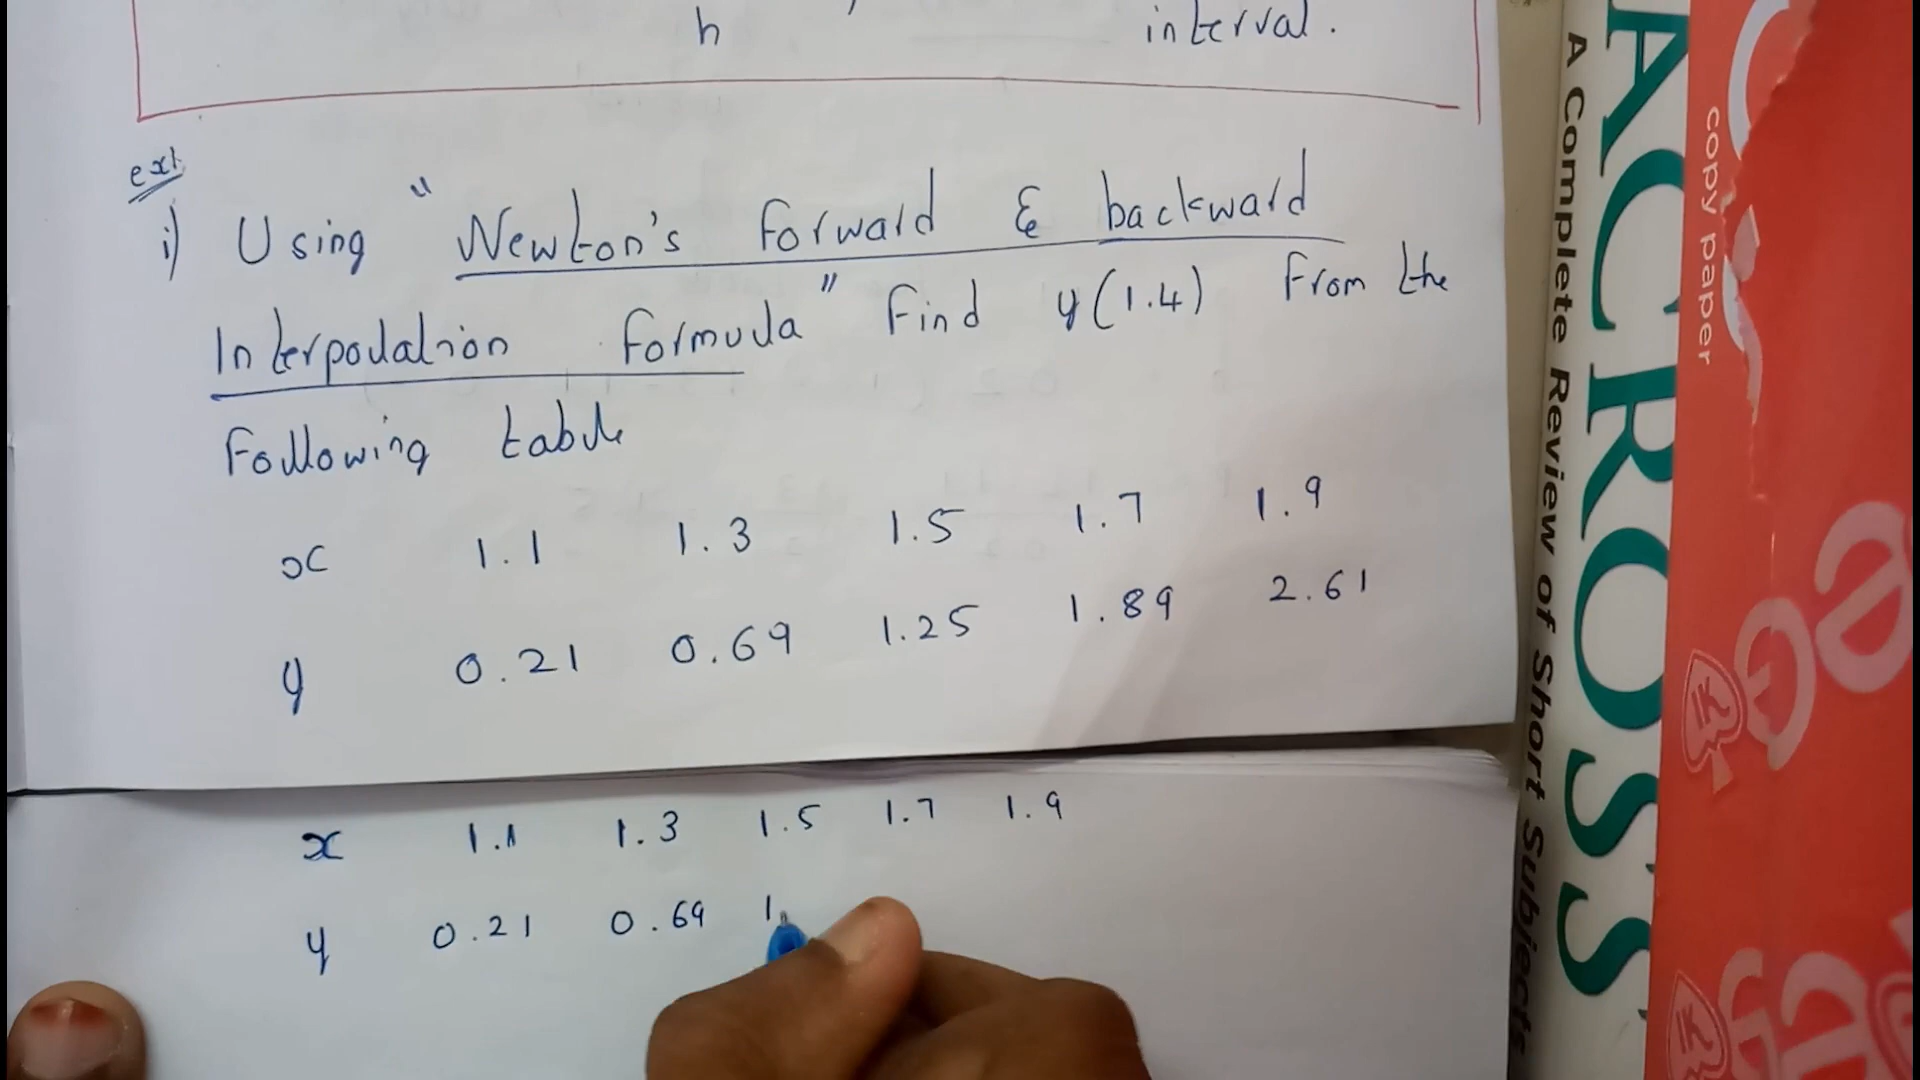 h interval.
ex1.
i) Using "Newton's forward & backward
Interpolation formula" find y(1.4) from the
following table
x 1.1 1.3 1.5 1.7 1.9
y 0.21 0.69 1.25 1.89 2.61
x 1.1 1.3 1.5 1.7 1.9
y 0.21 0.69 1.
ACROSS
A Complete Review of Short Subjects
copy paper